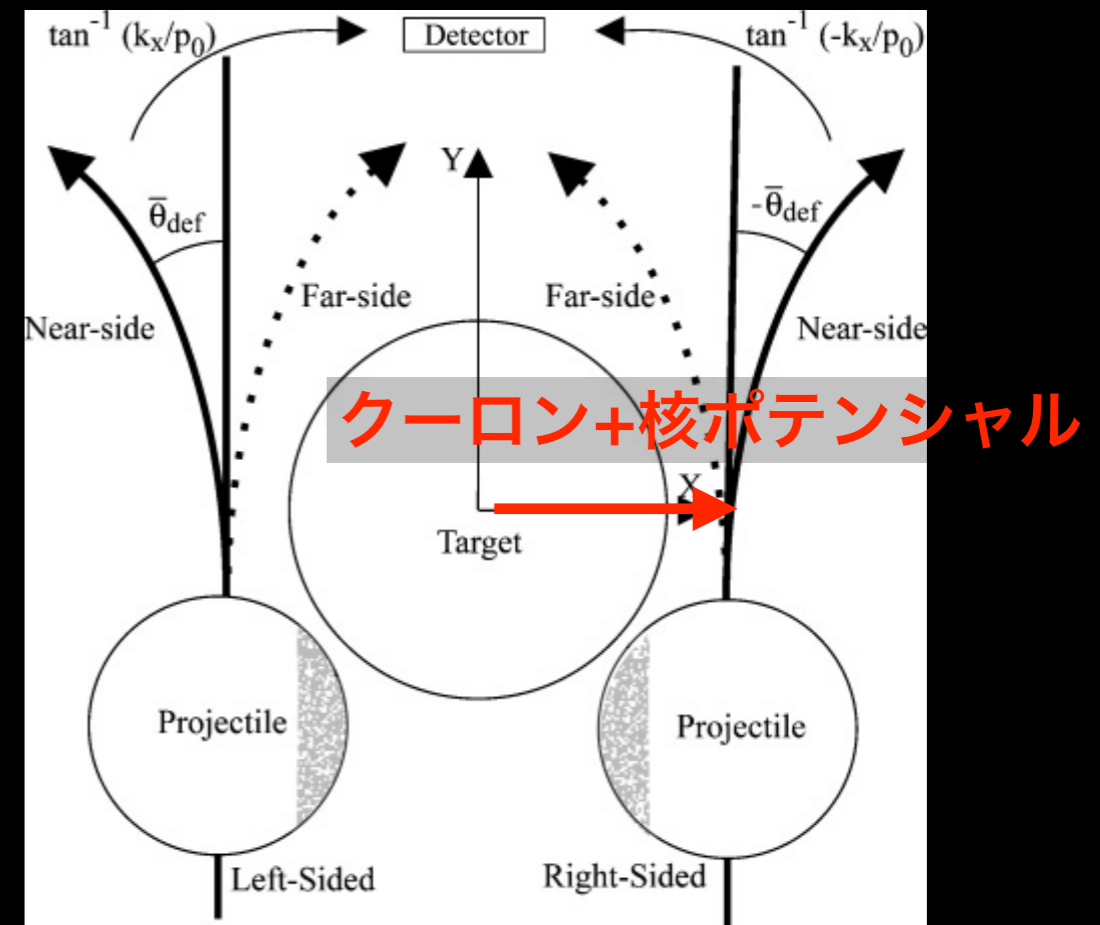 tan⁻¹ (kₓ/p₀)
Detector
tan⁻¹ (-kₓ/p₀)
Y
θ̅def
-θ̅def
Far-side
Far-side
Near-side
Near-side
クーロン+核ポテンシャル
X
Target
Projectile
Projectile
Left-Sided
Right-Sided